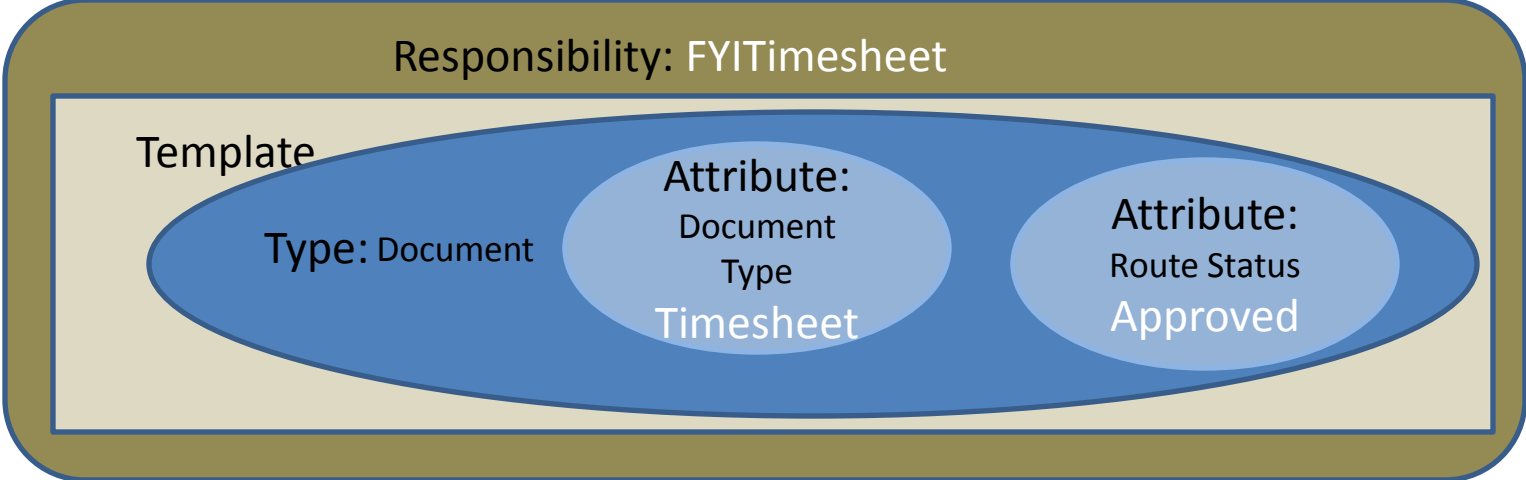 Responsibility: FYITimesheet
Template
Type: Document
Attribute:
Document
Type
Timesheet
Attribute:
Route Status
Approved